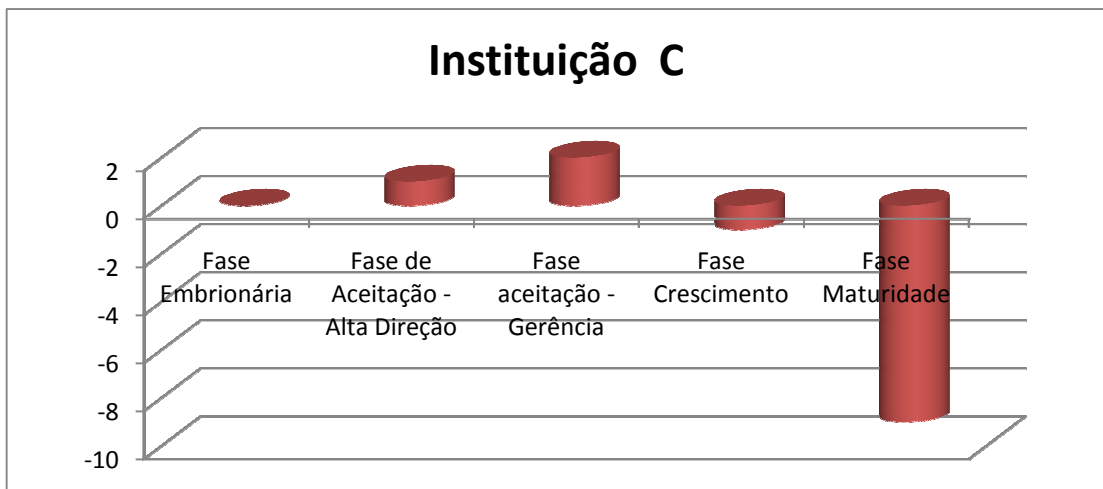 Instituição C
2
0
-2
-4
-6
-8
-10
Fase
Embrionária
Fase de
Aceitação -
Alta Direção
Fase
aceitação -
Gerência
Fase
Crescimento
Fase
Maturidade